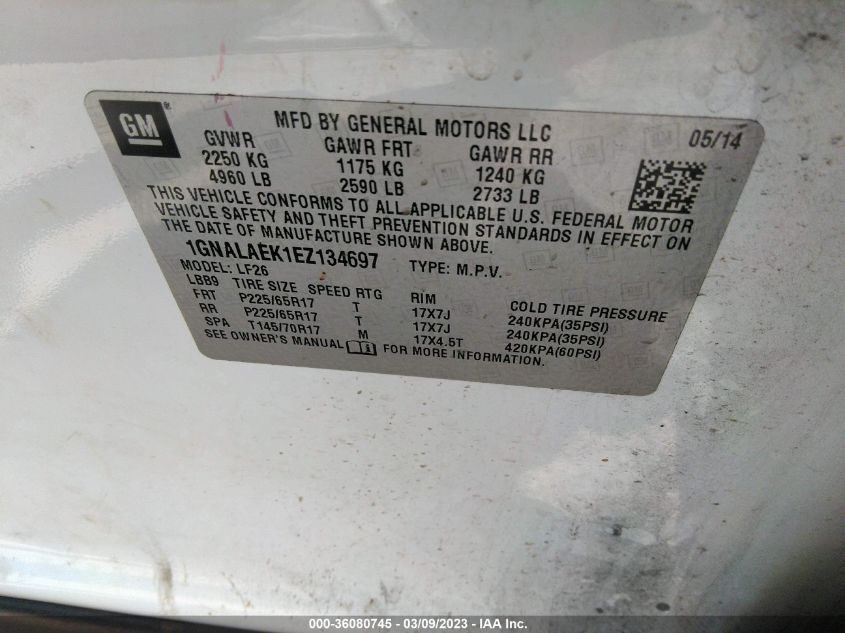 GM®
MFD BY GENERAL MOTORS LLC
05/14
GVWR GAWR FRT GAWR RR
2250 KG 1175 KG 1240 KG
4960 LB 2590 LB 2733 LB
THIS VEHICLE CONFORMS TO ALL APPLICABLE U.S. FEDERAL MOTOR
VEHICLE SAFETY AND THEFT PREVENTION STANDARDS IN EFFECT ON
THE DATE OF MANUFACTURE SHOWN ABOVE.
1GNALAEK1EZ134697 TYPE: M.P.V.
MODEL: LF26
LBB9 TIRE SIZE SPEED RTG RIM COLD TIRE PRESSURE
FRT P225/65R17 T 17X7J 240KPA(35PSI)
RR P225/65R17 T 17X7J 240KPA(35PSI)
SPA T145/70R17 M 17X4.5T 420KPA(60PSI)
SEE OWNER'S MANUAL FOR MORE INFORMATION.
000-36080745 - 03/09/2023 - IAA Inc.